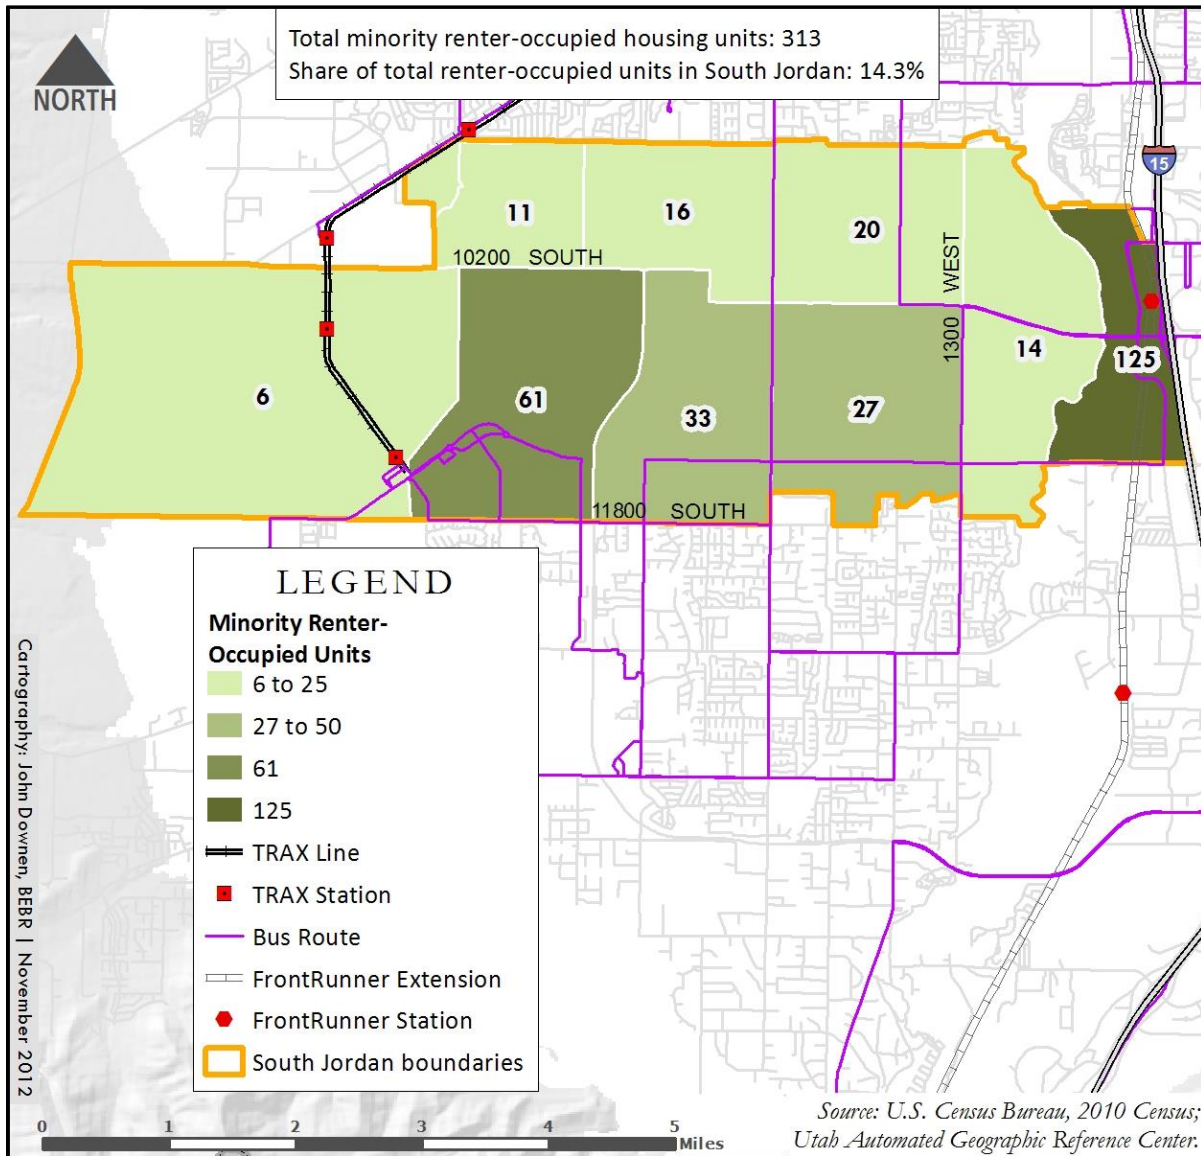 Total minority renter-occupied housing units: 313
Share of total renter-occupied units in South Jordan: 14.3%
NORTH
15
11
16
20
10200 SOUTH
1300 WEST
6
61
33
27
14
125
11800 SOUTH
LEGEND
Minority Renter-
Occupied Units
6 to 25
27 to 50
61
125
TRAX Line
TRAX Station
Bus Route
FrontRunner Extension
FrontRunner Station
South Jordan boundaries
Cartography: John Downen, BEBR | November 2012
0 1 2 3 4 5 Miles
Source: U.S. Census Bureau, 2010 Census;
Utah Automated Geographic Reference Center.